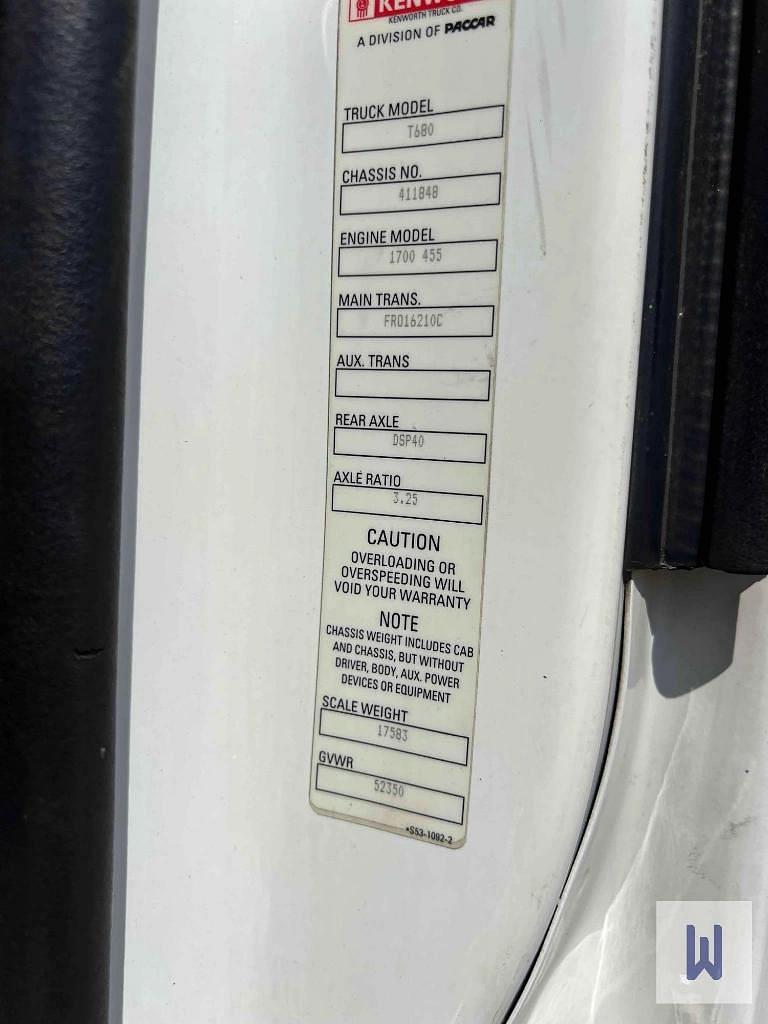 KENWORTH TRUCK CO.
A DIVISION OF PACCAR
TRUCK MODEL
T680
CHASSIS NO.
411848
ENGINE MODEL
1700 455
MAIN TRANS.
FRO16210C
AUX. TRANS
REAR AXLE
DSP40
AXLE RATIO
3.25
CAUTION
OVERLOADING OR
OVERSPEEDING WILL
VOID YOUR WARRANTY
NOTE
CHASSIS WEIGHT INCLUDES CAB
AND CHASSIS, BUT WITHOUT
DRIVER, BODY, AUX. POWER
DEVICES OR EQUIPMENT
SCALE WEIGHT
17583
GVWR
52350
•S53-1092-2
W